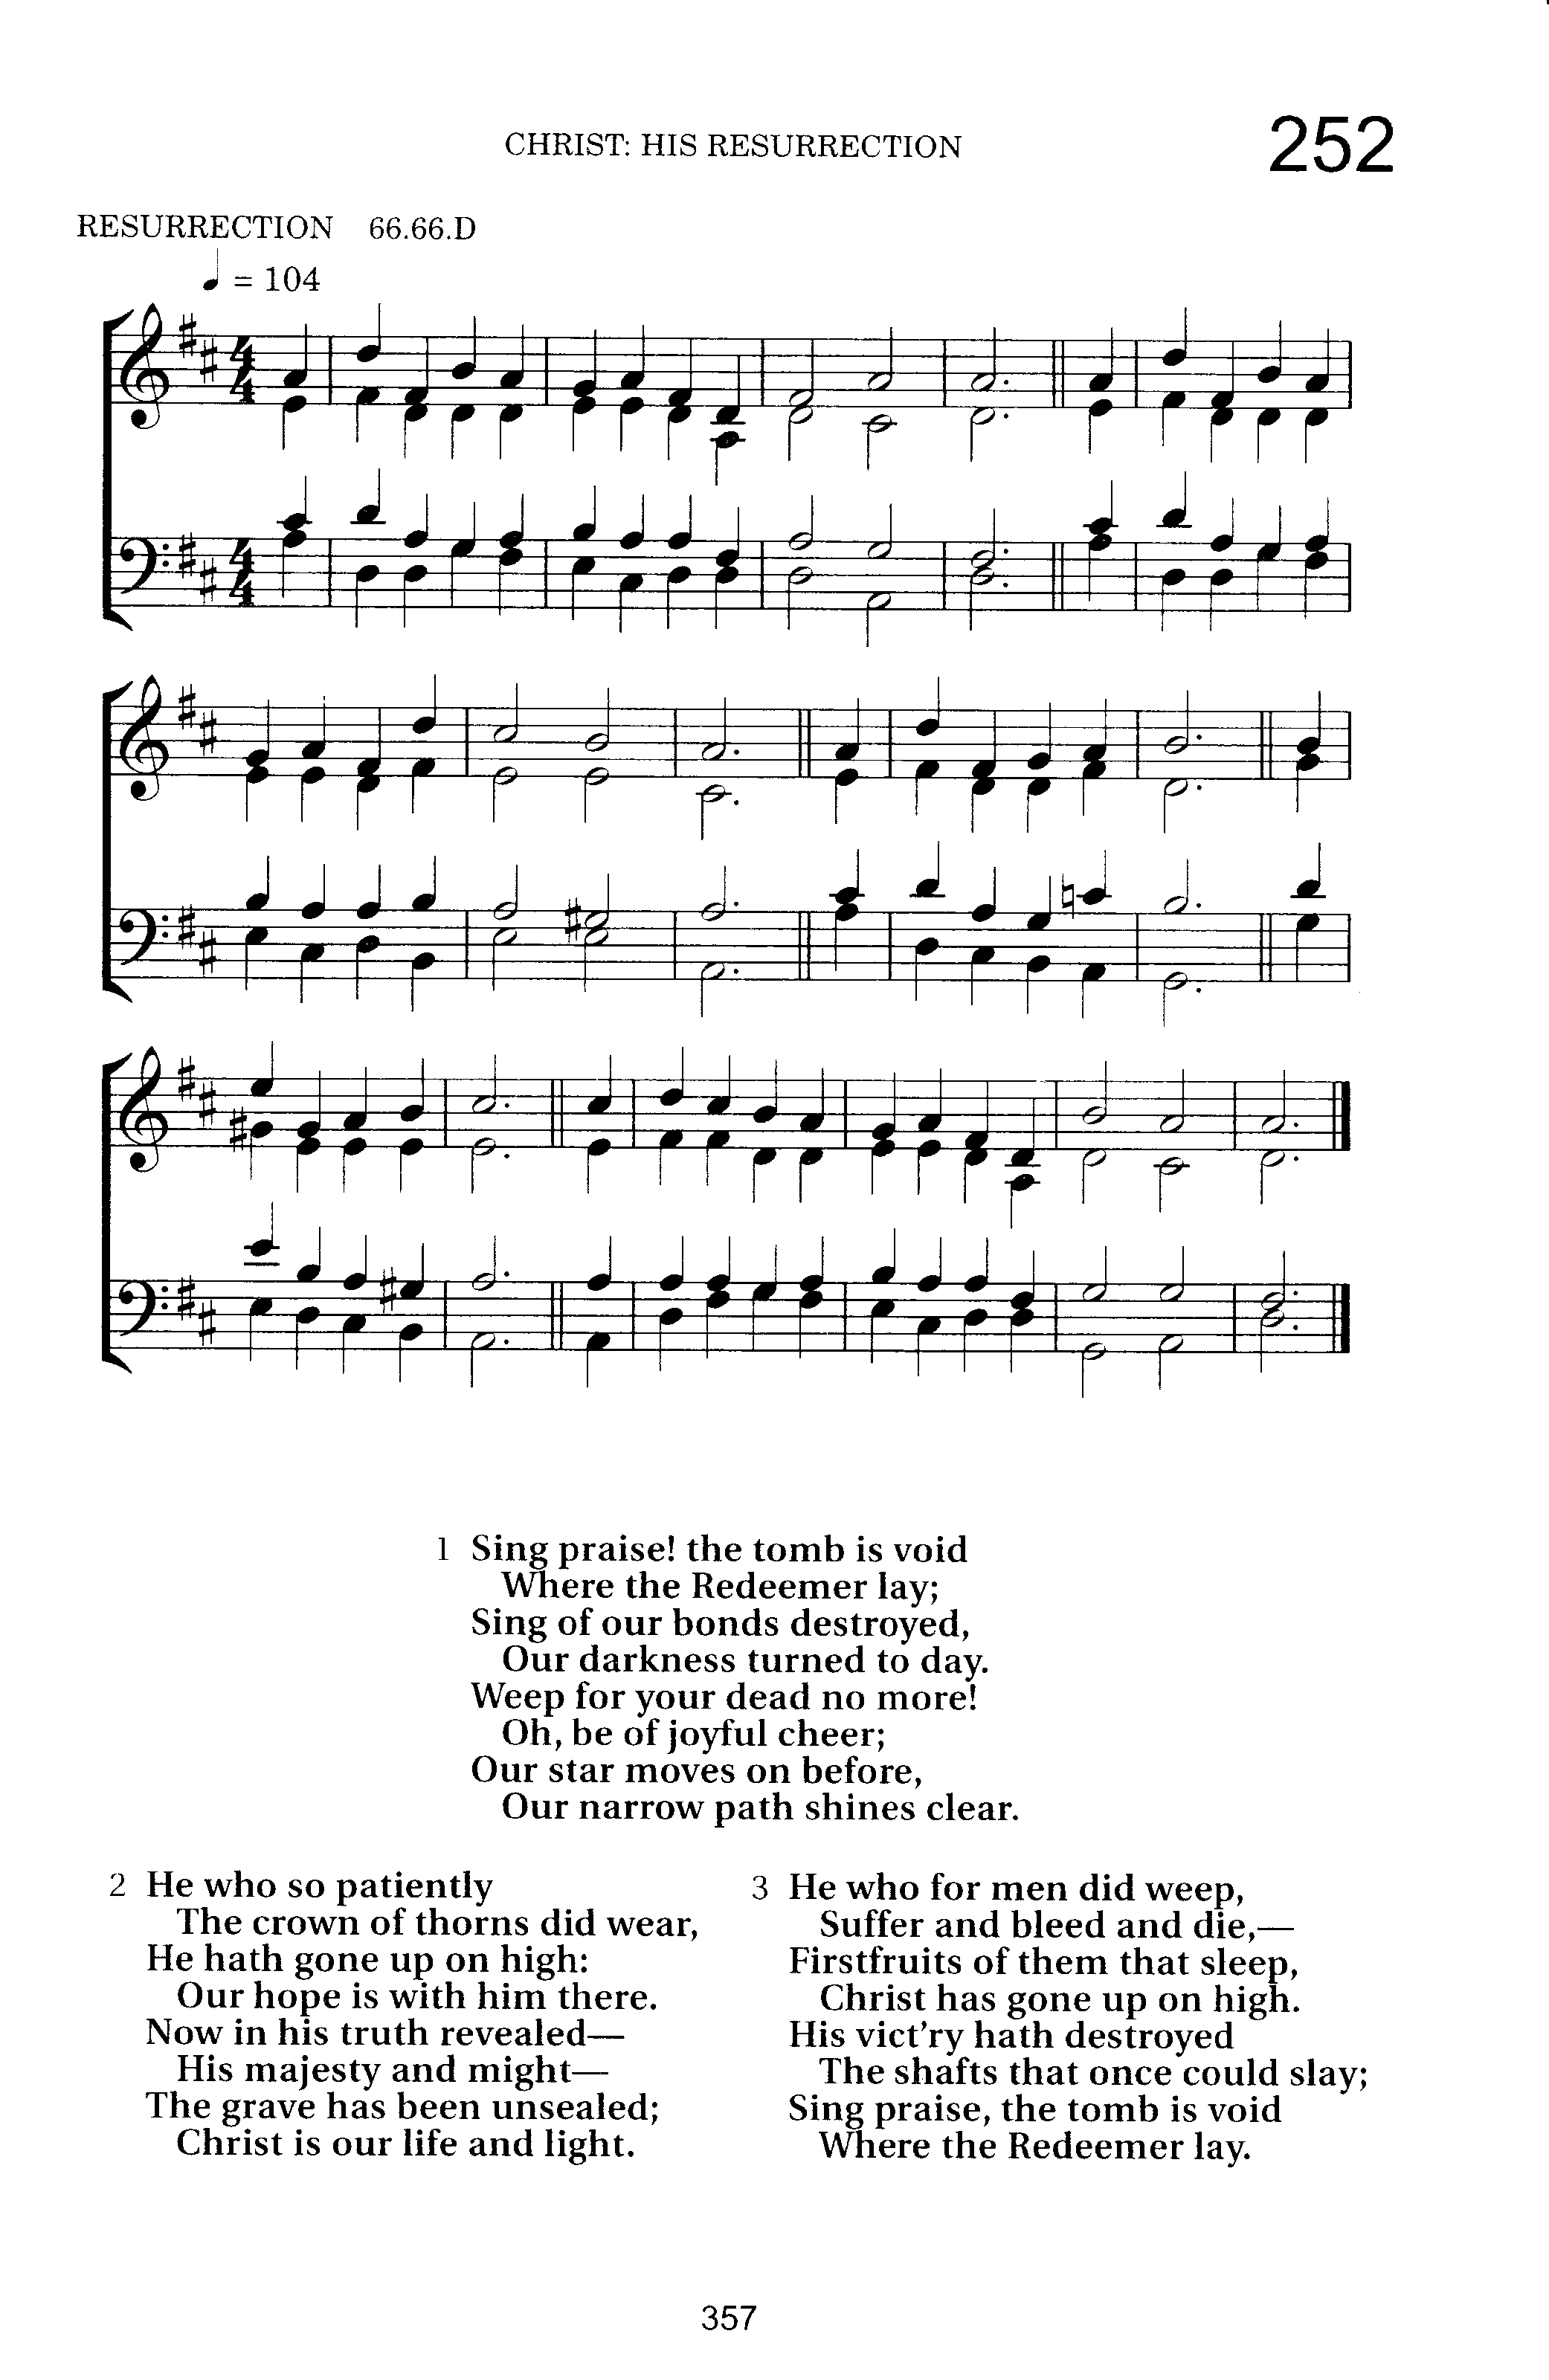 CHRIST: HIS RESURRECTION
252
RESURRECTION 66.66.D
♩ = 104
1 Sing praise! the tomb is void
Where the Redeemer lay;
Sing of our bonds destroyed,
Our darkness turned to day.
Weep for your dead no more!
Oh, be of joyful cheer;
Our star moves on before,
Our narrow path shines clear.
2 He who so patiently
The crown of thorns did wear,
He hath gone up on high:
Our hope is with him there.
Now in his truth revealed—
His majesty and might—
The grave has been unsealed;
Christ is our life and light.
3 He who for men did weep,
Suffer and bleed and die,—
Firstfruits of them that sleep,
Christ has gone up on high.
His vict'ry hath destroyed
The shafts that once could slay;
Sing praise, the tomb is void
Where the Redeemer lay.
357